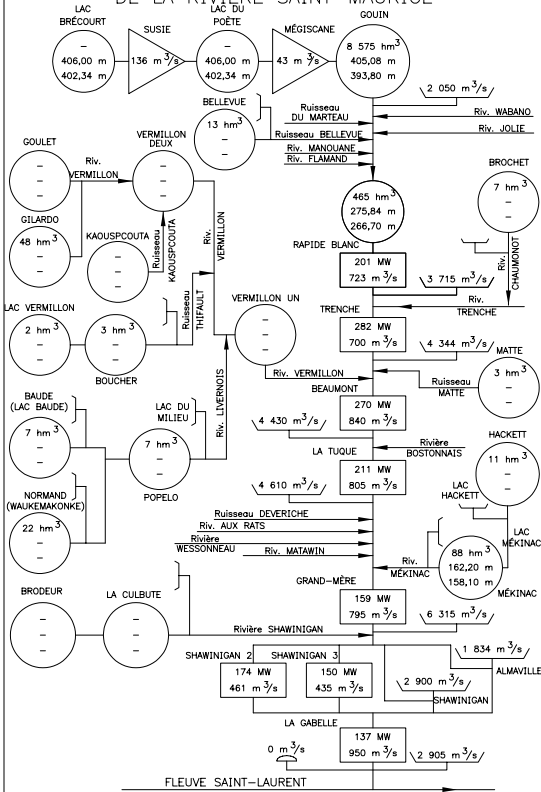 DE LA RIVIÈRE SAINT-MAURICE
LAC
BRÉCOURT
–
406,00 m
402,34 m
SUSIE
136 m³/s
LAC DU
POÈTE
–
406,00 m
402,34 m
MÉGISCANE
43 m³/s
GOUIN
8 575 hm³
405,08 m
393,80 m
2 050 m³/s
BELLEVUE
13 hm³
–
–
Ruisseau
DU MARTEAU
Riv. WABANO
Ruisseau BELLEVUE
Riv. JOLIE
Riv. MANOUANE
Riv. FLAMAND
GOULET
–
–
–
Riv.
VERMILLON
VERMILLON
DEUX
–
–
–
BROCHET
7 hm³
–
–
GILARDO
48 hm³
–
–
KAOUSPCOUTA
–
–
–
Ruisseau
KAOUSPCOUTA
Riv.
VERMILLON
465 hm³
275,84 m
266,70 m
RAPIDE BLANC
201 MW
723 m³/s
3 715 m³/s
Riv.
CHAUMONOT
Riv.
TRENCHE
TRENCHE
282 MW
700 m³/s
4 344 m³/s
LAC VERMILLON
2 hm³
–
–
3 hm³
–
–
BOUCHER
Ruisseau
THIFAULT
VERMILLON UN
–
–
–
Riv. VERMILLON
MATTE
3 hm³
–
–
Ruisseau
MATTE
BEAUMONT
270 MW
840 m³/s
4 430 m³/s
BAUDE
(LAC BAUDE)
7 hm³
–
–
LAC DU
MILIEU
7 hm³
–
–
POPELO
Riv. LIVERNOIS
Rivière
BOSTONNAIS
LA TUQUE
211 MW
805 m³/s
4 610 m³/s
HACKETT
11 hm³
–
–
LAC
HACKETT
NORMAND
(WAUKEMAKONKE)
22 hm³
–
–
Ruisseau DEVERICHE
Riv. AUX RATS
Rivière
WESSONNEAU
Riv. MATAWIN
LAC
MÉKINAC
88 hm³
162,20 m
158,10 m
MÉKINAC
Riv.
MÉKINAC
GRAND-MÈRE
159 MW
795 m³/s
6 315 m³/s
BRODEUR
–
–
–
LA CULBUTE
–
–
–
Rivière SHAWINIGAN
SHAWINIGAN 2
174 MW
461 m³/s
SHAWINIGAN 3
150 MW
435 m³/s
2 900 m³/s
SHAWINIGAN
1 834 m³/s
ALMAVILLE
LA GABELLE
137 MW
950 m³/s
0 m³/s
2 905 m³/s
FLEUVE SAINT-LAURENT